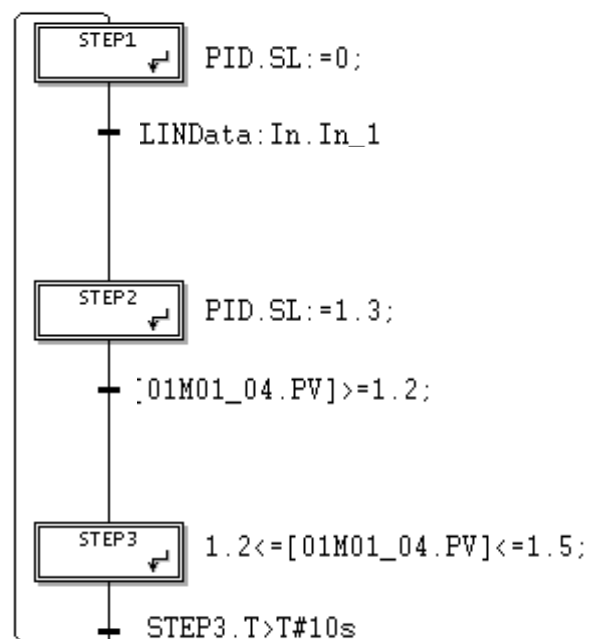 STEP1
PID.SL:=0;
LINData:In.In_1
STEP2
PID.SL:=1.3;
[01M01_04.PV]>=1.2;
STEP3
1.2<=[01M01_04.PV]<=1.5;
STEP3.T>T#10s